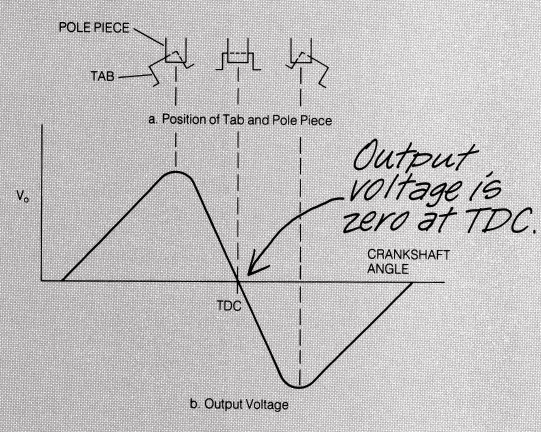 POLE PIECE
TAB
a. Position of Tab and Pole Piece
Output
voltage is
zero at TDC.
Vo
CRANKSHAFT
ANGLE
TDC
b. Output Voltage